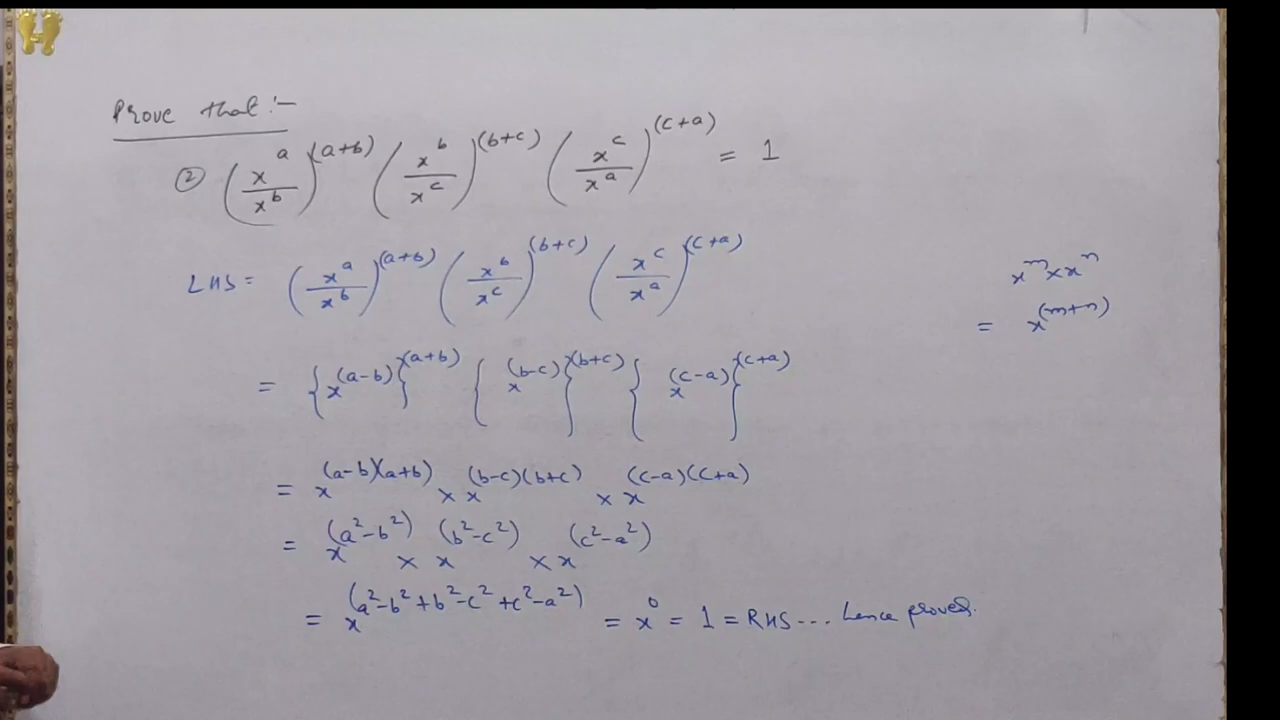 Prove that :-
② (x^a/x^b)^(a+b) (x^b/x^c)^(b+c) (x^c/x^a)^(c+a) = 1
LHS = (x^a/x^b)^(a+b) (x^b/x^c)^(b+c) (x^c/x^a)^(c+a)
x^m × x^n
= x^(m+n)
= {x^(a-b)}^(a+b) {x^(b-c)}^(b+c) {x^(c-a)}^(c+a)
= x^(a-b)(a+b) × x^(b-c)(b+c) × x^(c-a)(c+a)
= x^(a²-b²) × x^(b²-c²) × x^(c²-a²)
= x^(a²-b²+b²-c²+c²-a²) = x^0 = 1 = RHS ... hence proved.